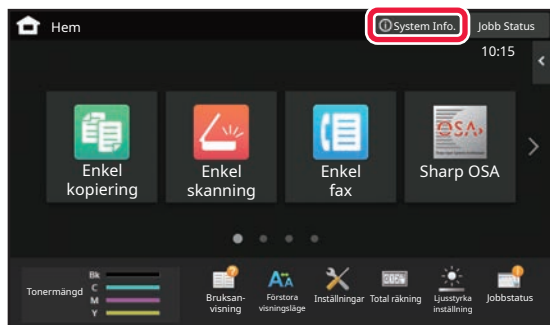 Hem
System Info.
Jobb Status
10:15
Enkel
kopiering
Enkel
skanning
Enkel
fax
OSA
Sharp OSA
Tonermängd
Bk
C
M
Y
Bruksan-
visning
Förstora
visningsläge
Inställningar
Total räkning
Ljusstyrka
inställning
Jobbstatus